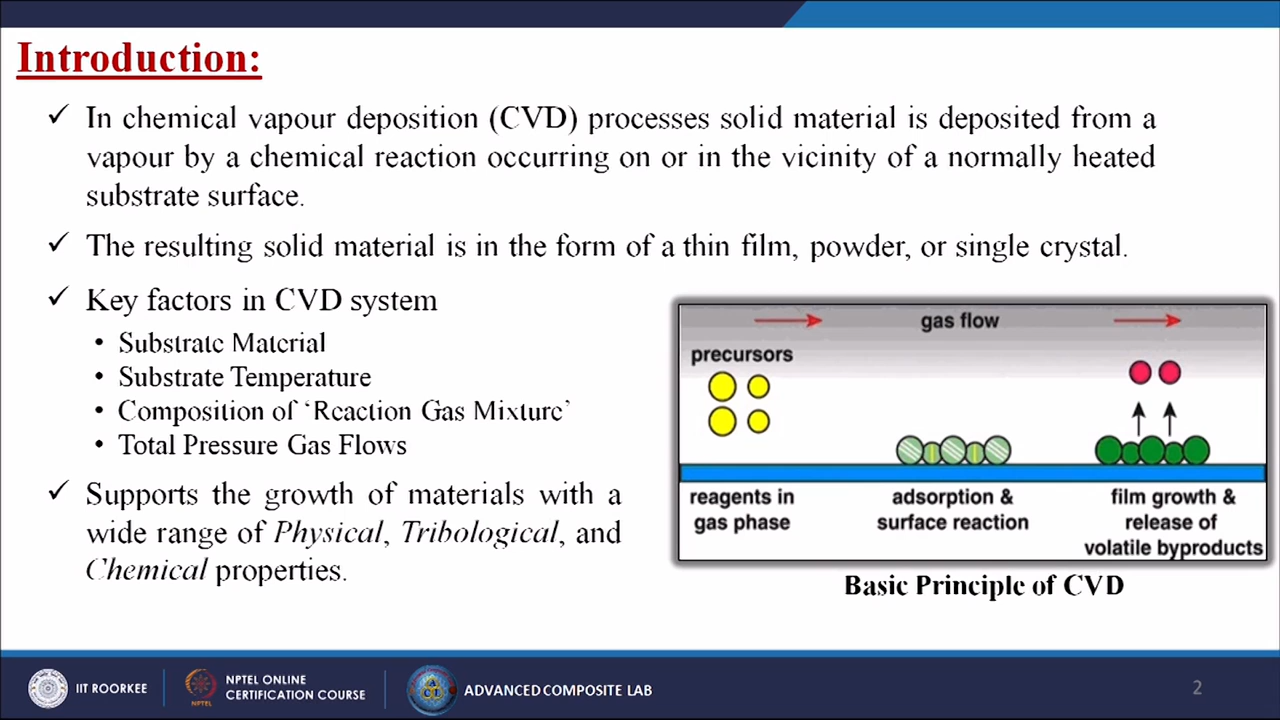 Introduction:
✓ In chemical vapour deposition (CVD) processes solid material is deposited from a
vapour by a chemical reaction occurring on or in the vicinity of a normally heated
substrate surface.
✓ The resulting solid material is in the form of a thin film, powder, or single crystal.
✓ Key factors in CVD system
• Substrate Material
• Substrate Temperature
• Composition of ‘Reaction Gas Mixture’
• Total Pressure Gas Flows
✓ Supports the growth of materials with a
wide range of Physical, Tribological, and
Chemical properties.
gas flow
precursors
reagents in
gas phase
adsorption &
surface reaction
film growth &
release of
volatile byproducts
Basic Principle of CVD
IIT ROORKEE
NPTEL
NPTEL ONLINE
CERTIFICATION COURSE
ADVANCED COMPOSITE LAB
2